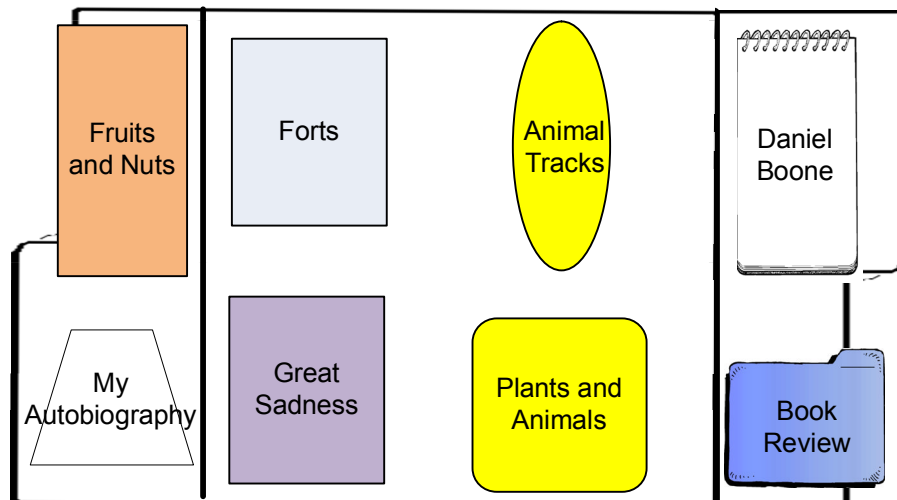 Fruits
and Nuts
Forts
Animal
Tracks
Daniel
Boone
My
Autobiography
Great
Sadness
Plants and
Animals
Book
Review